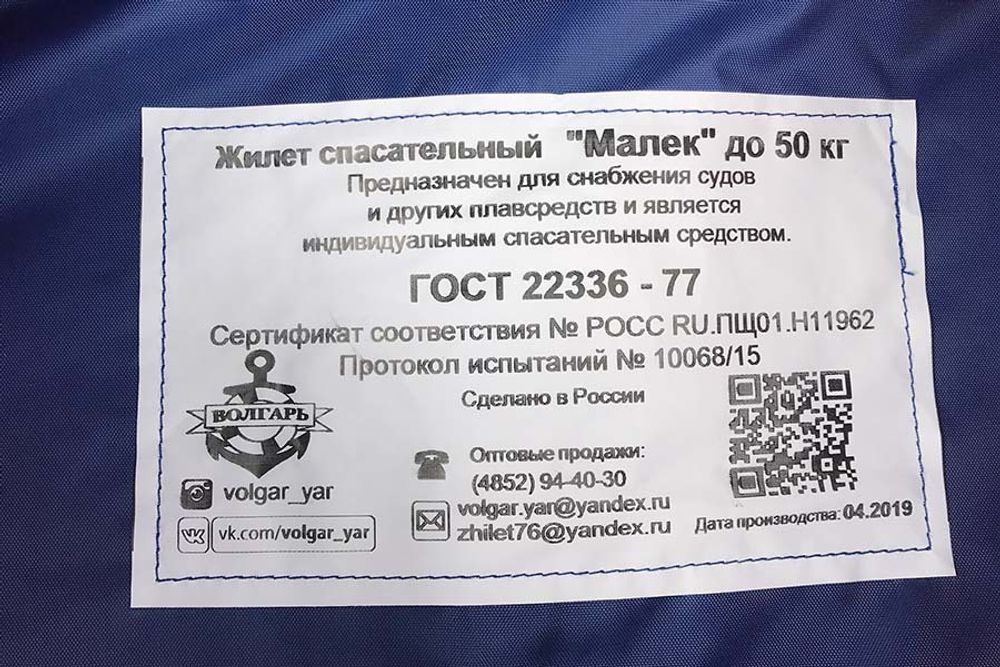 Жилет спасательный "Малек" до 50 кг
Предназначен для снабжения судов
и других плавсредств и является
индивидуальным спасательным средством.
ГОСТ 22336 - 77
Сертификат соответствия № РОСС RU.ПЩ01.Н11962
Протокол испытаний № 10068/15
Сделано в России
ВОЛГАРЬ
volgar_yar
vk.com/volgar_yar
Оптовые продажи:
(4852) 94-40-30
volgar.yar@yandex.ru
zhilet76@yandex.ru
Дата производства: 04.2019